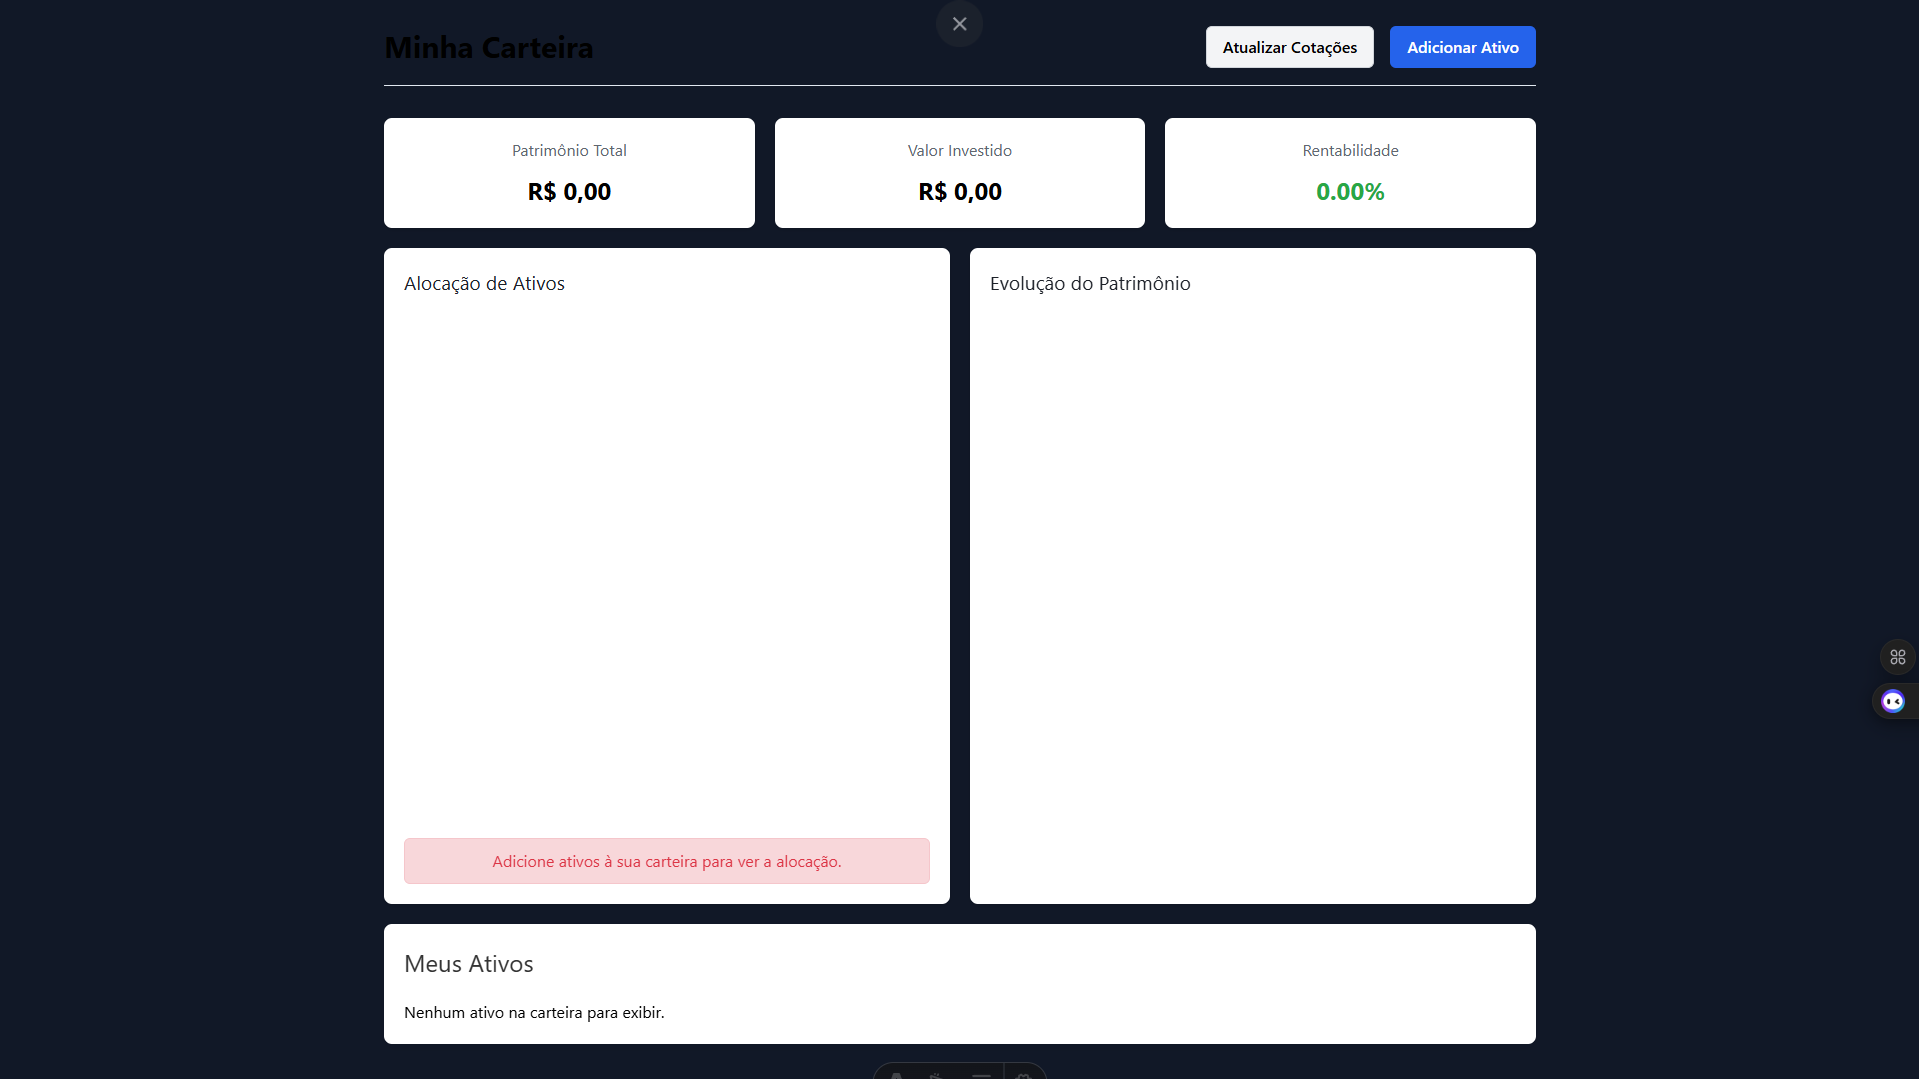 Minha Carteira
Atualizar Cotações
Adicionar Ativo
Patrimônio Total
R$ 0,00
Valor Investido
R$ 0,00
Rentabilidade
0.00%
Alocação de Ativos
Evolução do Patrimônio
Adicione ativos à sua carteira para ver a alocação.
Meus Ativos
Nenhum ativo na carteira para exibir.